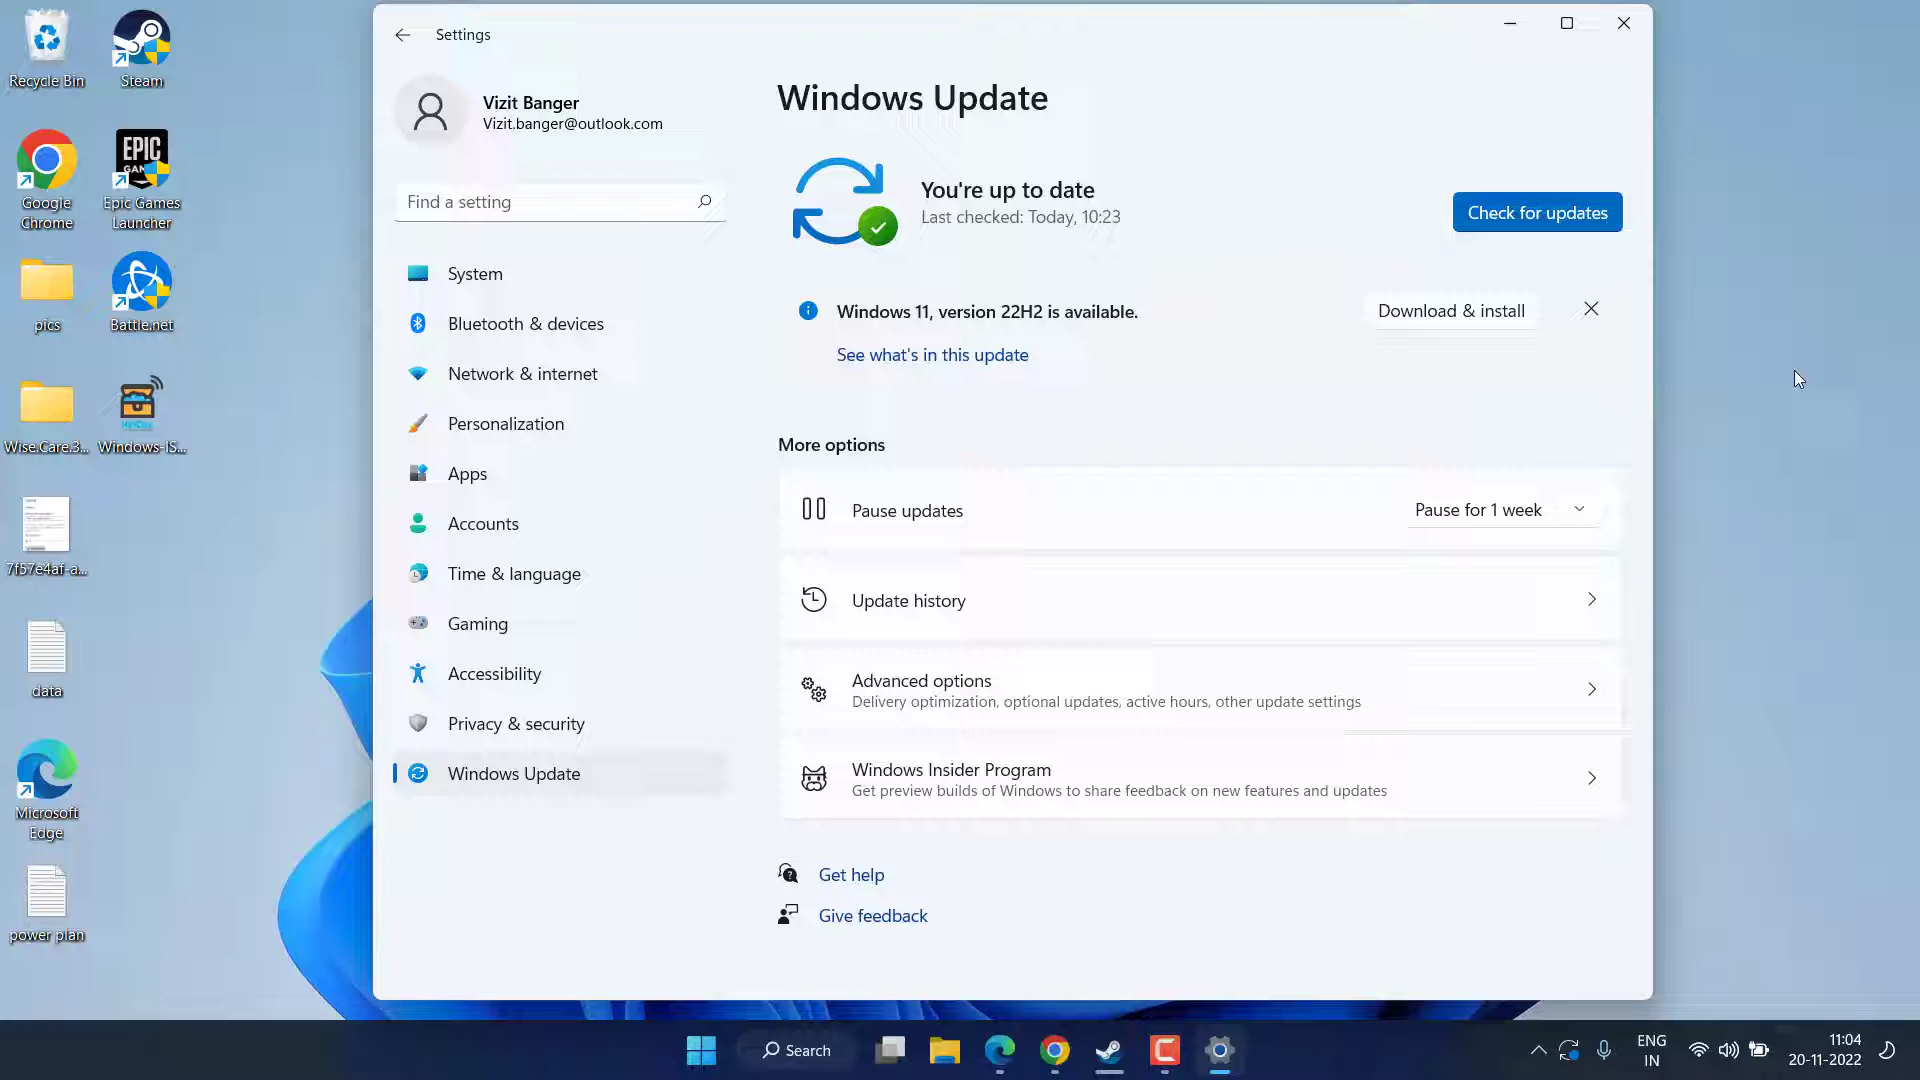 Recycle Bin
Steam
Google
Chrome
EPIC
GAMES
Epic Games
Launcher
pics
Battle.net
Wise.Care.3...
Windows-IS...
7f57e4af-a...
data
Microsoft
Edge
power plan
Settings
Vizit Banger
Vizit.banger@outlook.com
Find a setting
System
Bluetooth & devices
Network & internet
Personalization
Apps
Accounts
Time & language
Gaming
Accessibility
Privacy & security
Windows Update
Windows Update
You're up to date
Last checked: Today, 10:23
Check for updates
Windows 11, version 22H2 is available.
Download & install
See what's in this update
More options
Pause updates
Pause for 1 week
Update history
Advanced options
Delivery optimization, optional updates, active hours, other update settings
Windows Insider Program
Get preview builds of Windows to share feedback on new features and updates
Get help
Give feedback
Search
ENG
IN
11:04
20-11-2022